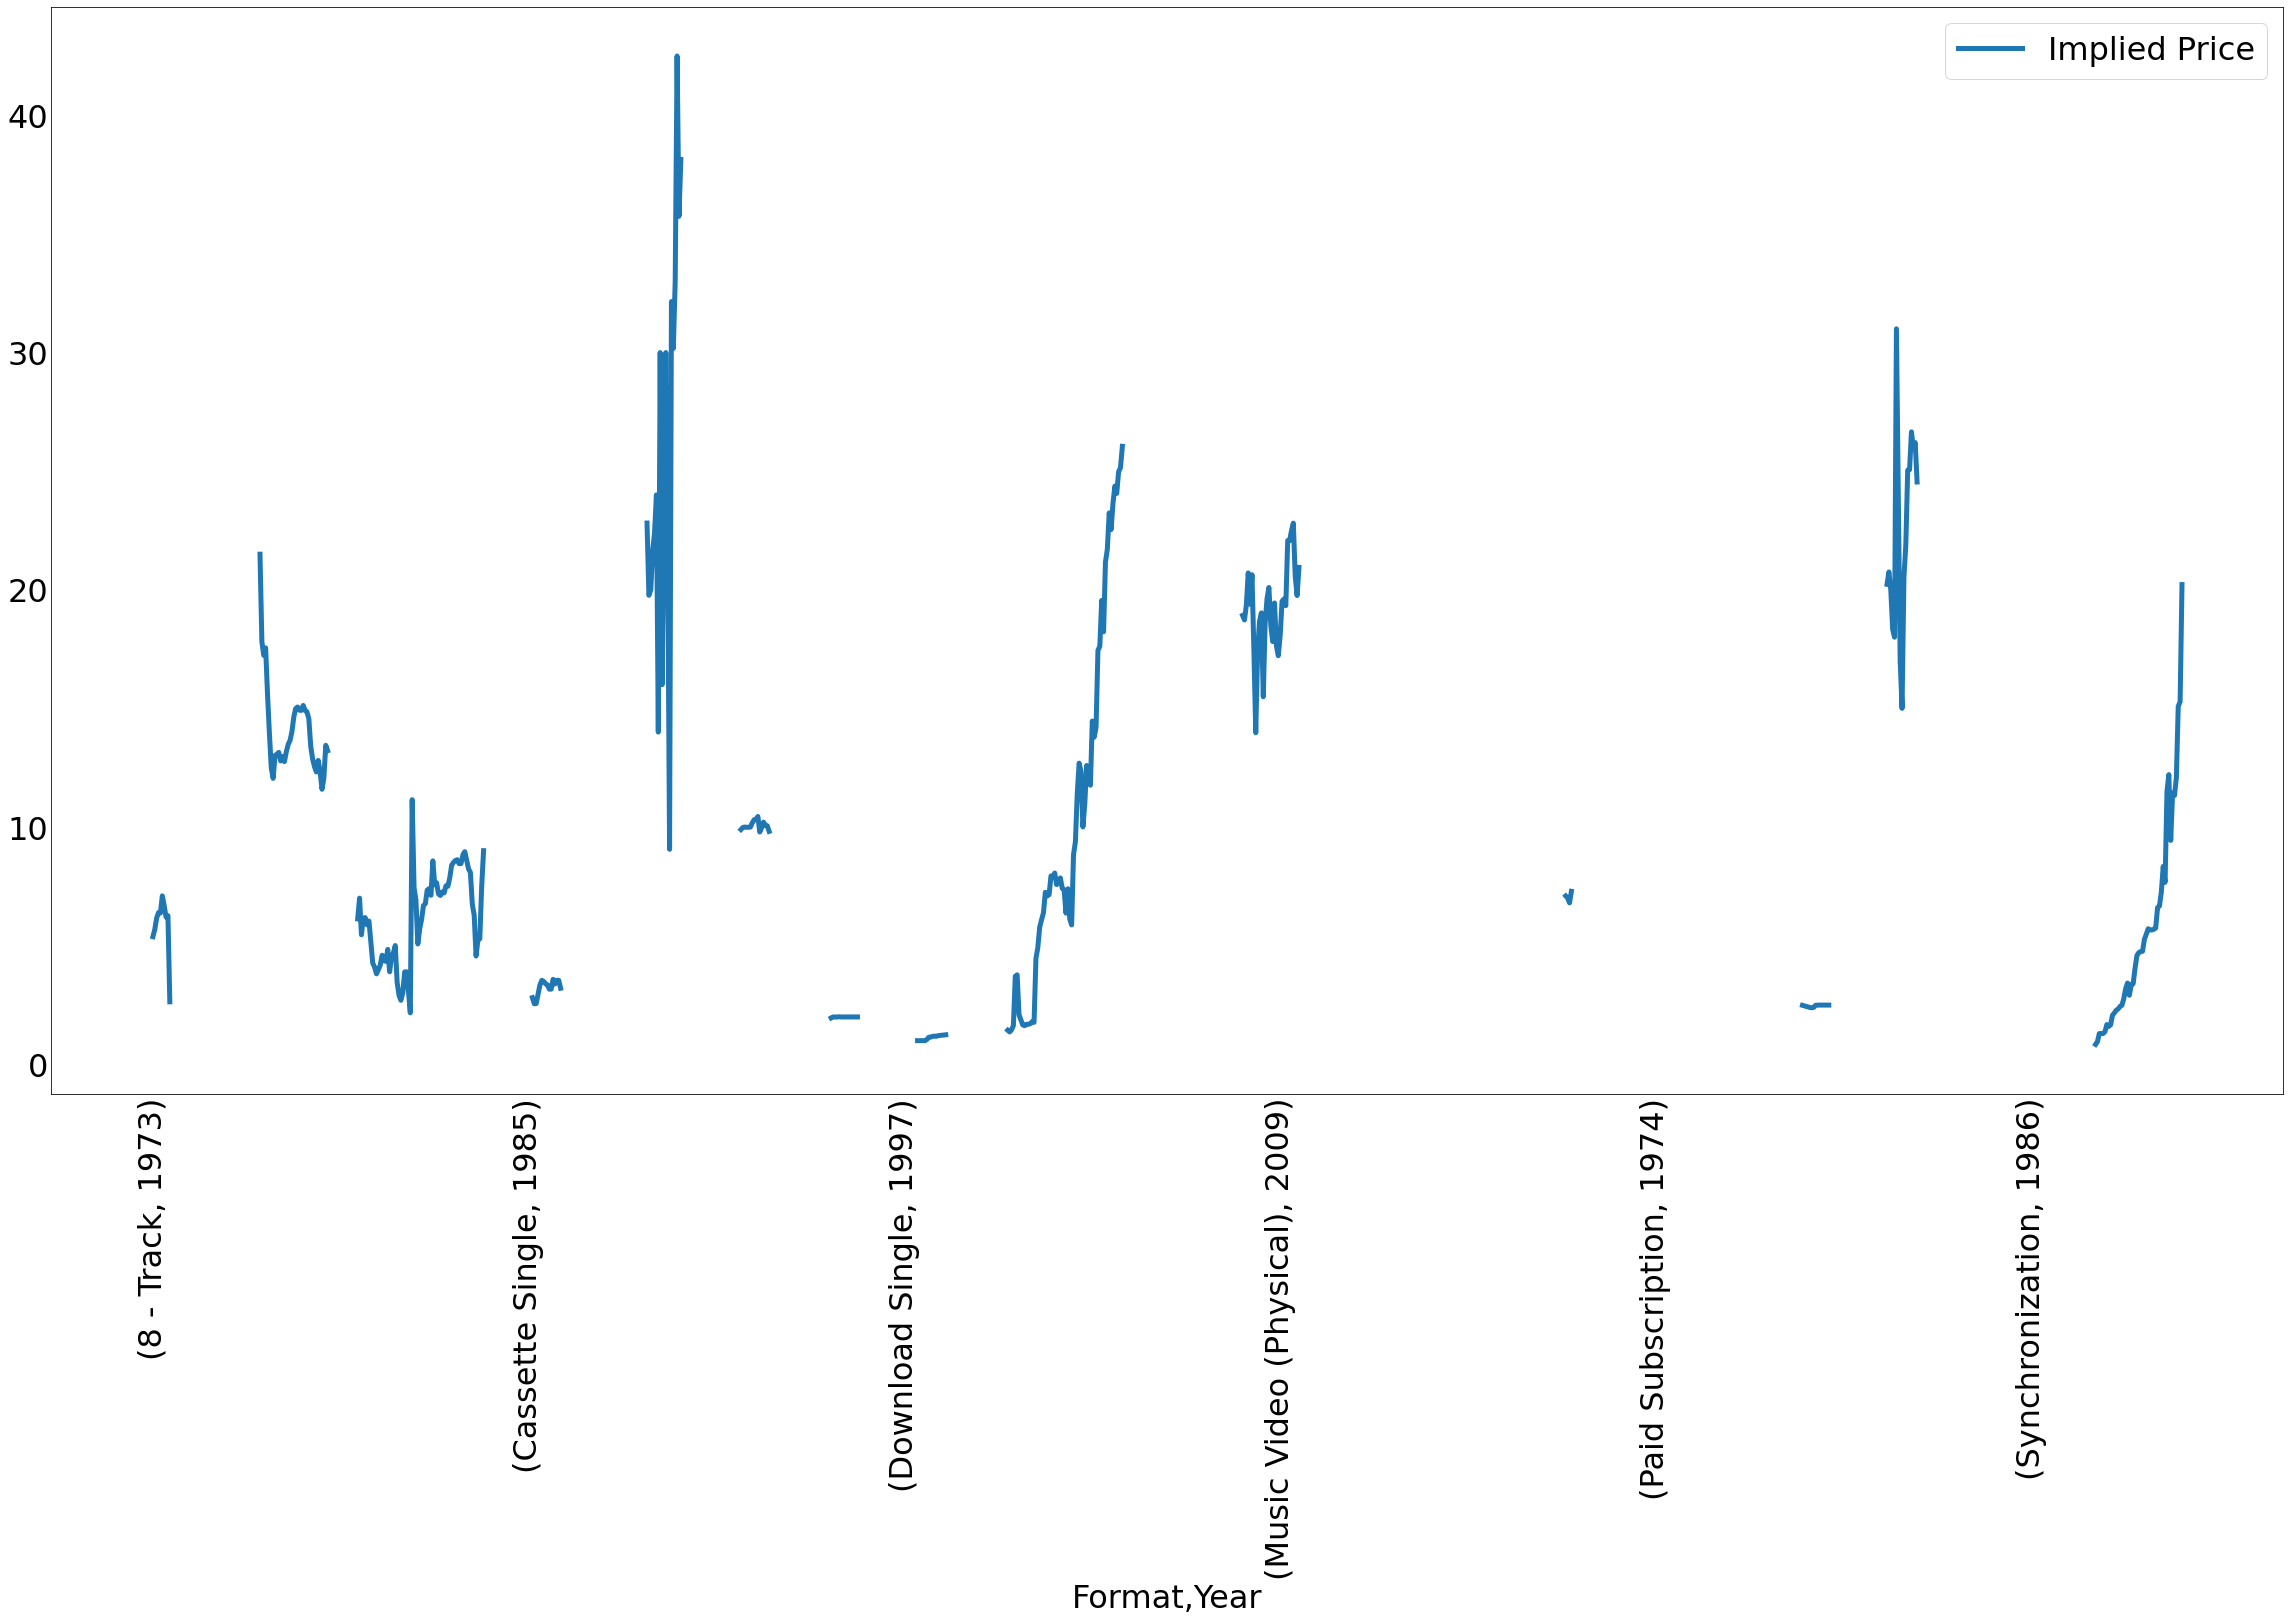 Implied Price
40
30
20
10
0
(8 - Track, 1973)
(Cassette Single, 1985)
(Download Single, 1997)
(Music Video (Physical), 2009)
(Paid Subscription, 1974)
(Synchronization, 1986)
Format,Year